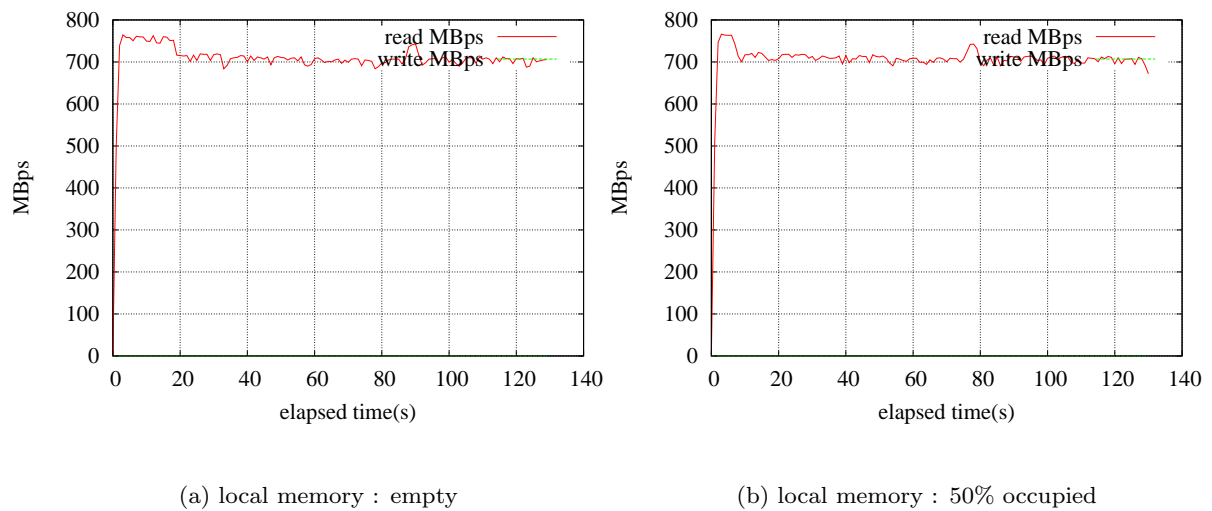 800
700
600
500
400
300
200
100
0
MBps
0 20 40 60 80 100 120 140
elapsed time(s)
read MBps
write MBps
(a) local memory : empty
800
700
600
500
400
300
200
100
0
MBps
0 20 40 60 80 100 120 140
elapsed time(s)
read MBps
write MBps
(b) local memory : 50% occupied